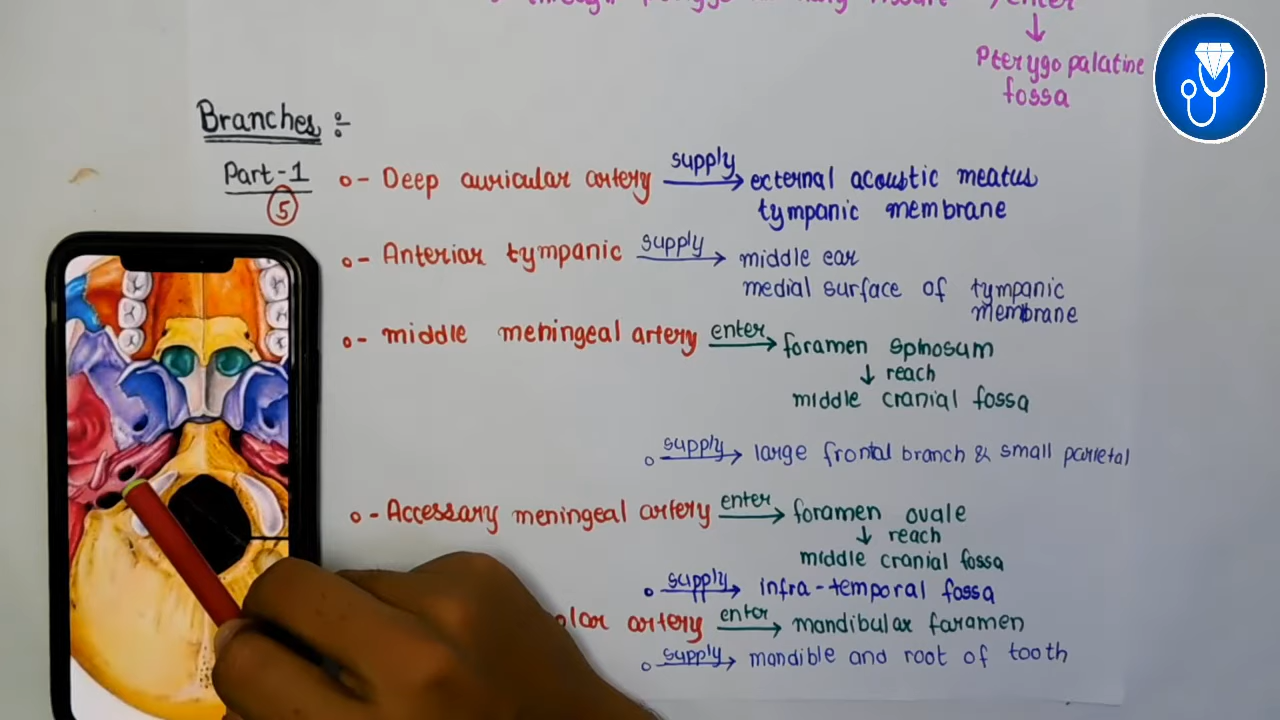 enter
Pterygo palatine
fossa
Branches :
Part-1
5
Deep auricular artery supply external acoustic meatus
tympanic membrane
Anterior tympanic supply middle ear
medial surface of tympanic
membrane
middle meningeal artery enter foramen spinosum
reach
middle cranial fossa
supply large frontal branch & small parietal
Accessary meningeal artery enter foramen ovale
reach
middle cranial fossa
supply infra-temporal fossa
artery enter mandibular faramen
supply mandible and root of tooth